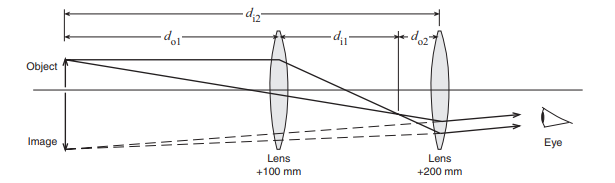 d_i2
d_o1
d_i1
d_o2
Object
Image
Lens
+100 mm
Lens
+200 mm
Eye